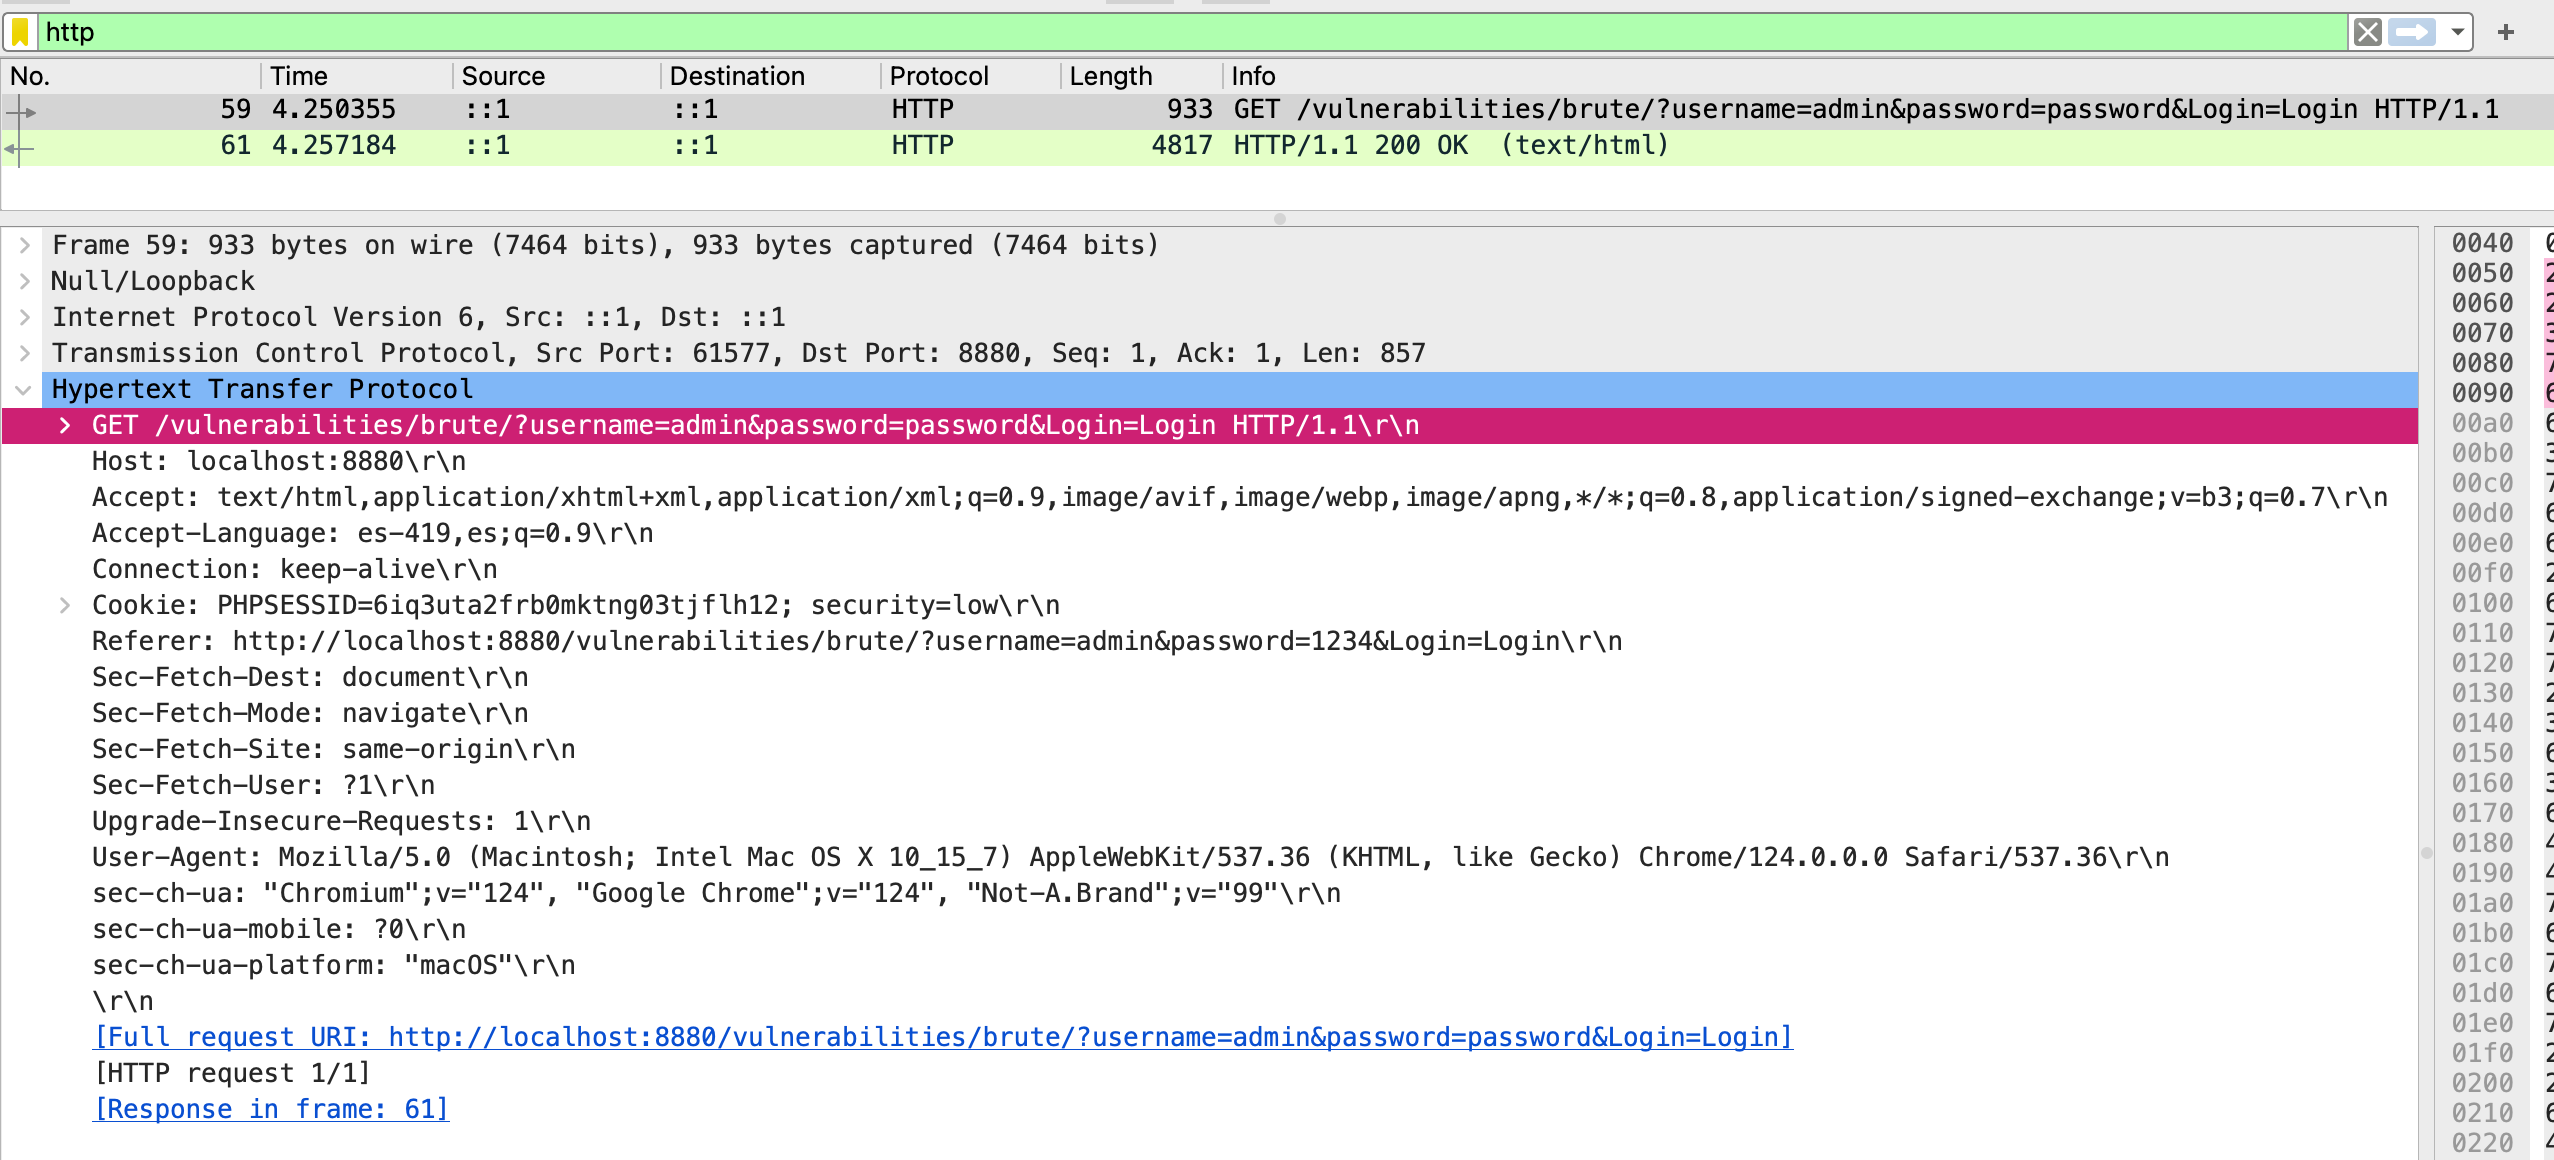 http
No. Time Source Destination Protocol Length Info
59 4.250355 ::1 ::1 HTTP 933 GET /vulnerabilities/brute/?username=admin&password=password&Login=Login HTTP/1.1
61 4.257184 ::1 ::1 HTTP 4817 HTTP/1.1 200 OK  (text/html)
Frame 59: 933 bytes on wire (7464 bits), 933 bytes captured (7464 bits)
Null/Loopback
Internet Protocol Version 6, Src: ::1, Dst: ::1
Transmission Control Protocol, Src Port: 61577, Dst Port: 8880, Seq: 1, Ack: 1, Len: 857
Hypertext Transfer Protocol
GET /vulnerabilities/brute/?username=admin&password=password&Login=Login HTTP/1.1\r\n
Host: localhost:8880\r\n
Accept: text/html,application/xhtml+xml,application/xml;q=0.9,image/avif,image/webp,image/apng,*/*;q=0.8,application/signed-exchange;v=b3;q=0.7\r\n
Accept-Language: es-419,es;q=0.9\r\n
Connection: keep-alive\r\n
Cookie: PHPSESSID=6iq3uta2frb0mktng03tjflh12; security=low\r\n
Referer: http://localhost:8880/vulnerabilities/brute/?username=admin&password=1234&Login=Login\r\n
Sec-Fetch-Dest: document\r\n
Sec-Fetch-Mode: navigate\r\n
Sec-Fetch-Site: same-origin\r\n
Sec-Fetch-User: ?1\r\n
Upgrade-Insecure-Requests: 1\r\n
User-Agent: Mozilla/5.0 (Macintosh; Intel Mac OS X 10_15_7) AppleWebKit/537.36 (KHTML, like Gecko) Chrome/124.0.0.0 Safari/537.36\r\n
sec-ch-ua: "Chromium";v="124", "Google Chrome";v="124", "Not-A.Brand";v="99"\r\n
sec-ch-ua-mobile: ?0\r\n
sec-ch-ua-platform: "macOS"\r\n
\r\n
[Full request URI: http://localhost:8880/vulnerabilities/brute/?username=admin&password=password&Login=Login]
[HTTP request 1/1]
[Response in frame: 61]
0040
0050
0060
0070
0080
0090
00a0
00b0
00c0
00d0
00e0
00f0
0100
0110
0120
0130
0140
0150
0160
0170
0180
0190
01a0
01b0
01c0
01d0
01e0
01f0
0200
0210
0220